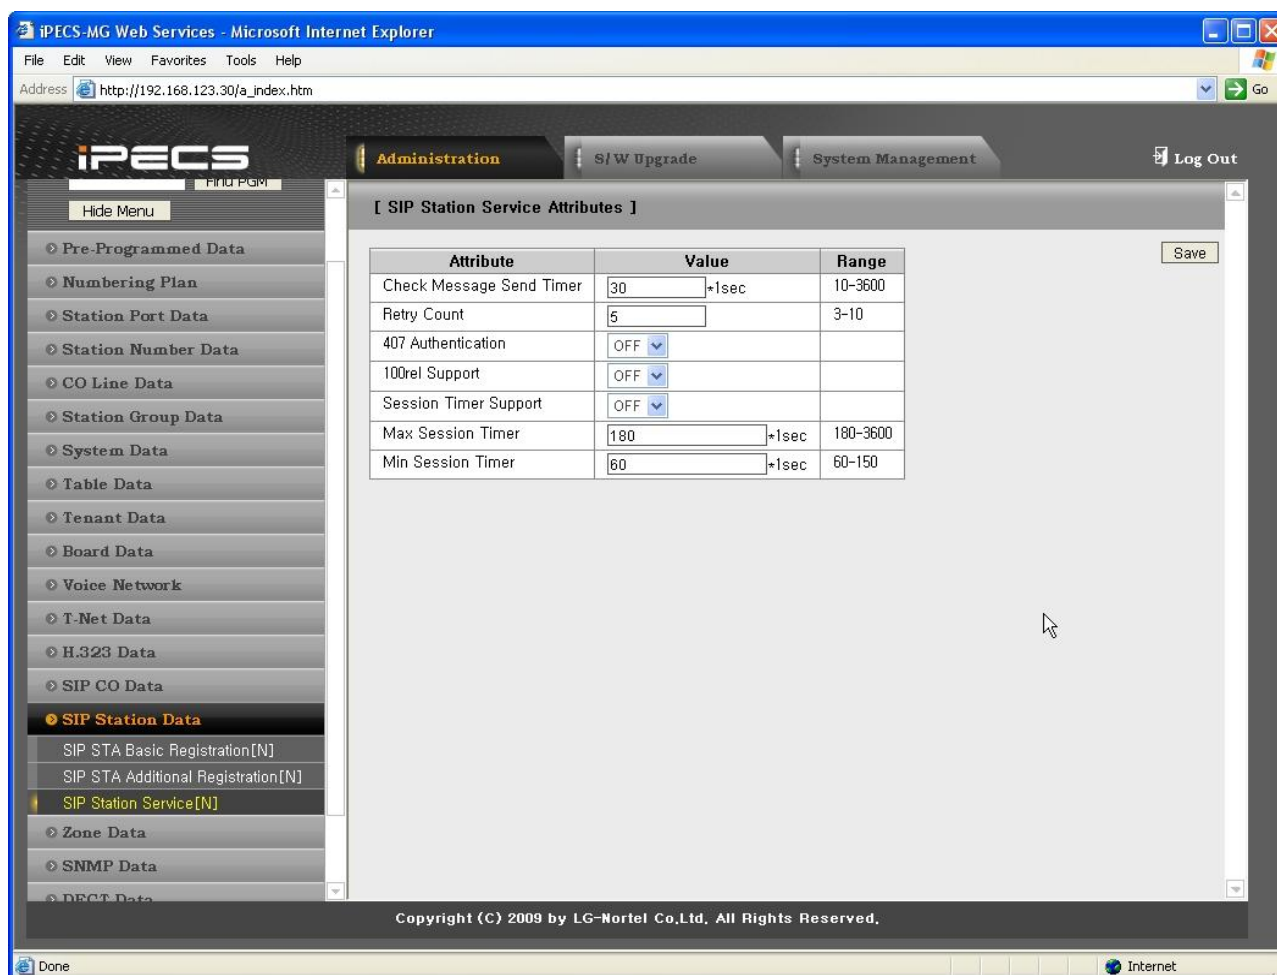 iPECS-MG Web Services - Microsoft Internet Explorer
File Edit View Favorites Tools Help
Address http://192.168.123.30/a_index.htm Go
iPECS
Administration S/W Upgrade System Management Log Out
Find PGM
Hide Menu
[ SIP Station Service Attributes ]
Save
Pre-Programmed Data
Numbering Plan
Station Port Data
Station Number Data
CO Line Data
Station Group Data
System Data
Table Data
Tenant Data
Board Data
Voice Network
T-Net Data
H.323 Data
SIP CO Data
SIP Station Data
SIP STA Basic Registration[N]
SIP STA Additional Registration[N]
SIP Station Service[N]
Zone Data
SNMP Data
DECT Data
Attribute Value Range
Check Message Send Timer 30 *1sec 10-3600
Retry Count 5 3-10
407 Authentication OFF
100rel Support OFF
Session Timer Support OFF
Max Session Timer 180 *1sec 180-3600
Min Session Timer 60 *1sec 60-150
Copyright (C) 2009 by LG-Nortel Co,Ltd, All Rights Reserved,
Done Internet